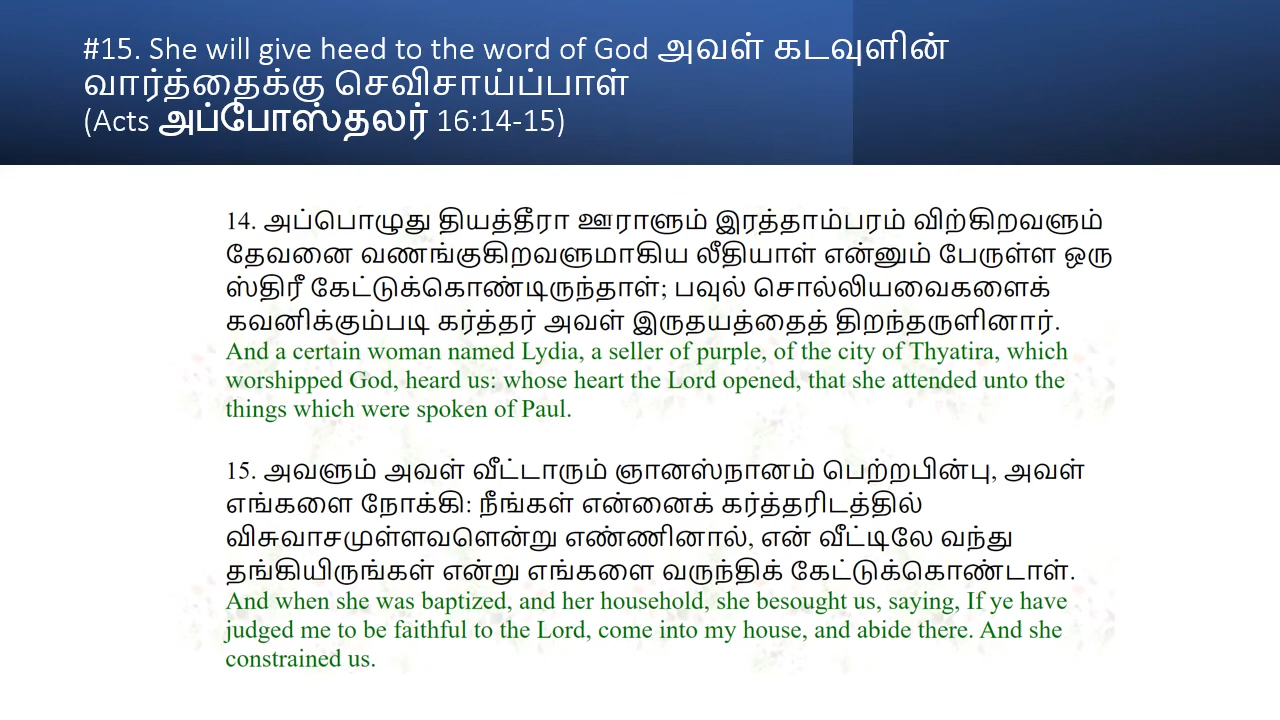 #15. She will give heed to the word of God அவள் கடவுளின்
வார்த்தைக்கு செவிசாய்ப்பாள்
(Acts அப்போஸ்தலர் 16:14-15)
14. அப்பொழுது தியத்தீரா ஊராளும் இரத்தாம்பரம் விற்கிறவளும்
தேவனை வணங்குகிறவளுமாகிய லீதியாள் என்னும் பேருள்ள ஒரு
ஸ்திரீ கேட்டுக்கொண்டிருந்தாள்; பவுல் சொல்லியவைகளைக்
கவனிக்கும்படி கர்த்தர் அவள் இருதயத்தைத் திறந்தருளினார்.
And a certain woman named Lydia, a seller of purple, of the city of Thyatira, which
worshipped God, heard us: whose heart the Lord opened, that she attended unto the
things which were spoken of Paul.
15. அவளும் அவள் வீட்டாரும் ஞானஸ்நானம் பெற்றபின்பு, அவள்
எங்களை நோக்கி: நீங்கள் என்னைக் கர்த்தரிடத்தில்
விசுவாசமுள்ளவளென்று எண்ணினால், என் வீட்டிலே வந்து
தங்கியிருங்கள் என்று எங்களை வருந்திக் கேட்டுக்கொண்டாள்.
And when she was baptized, and her household, she besought us, saying, If ye have
judged me to be faithful to the Lord, come into my house, and abide there. And she
constrained us.